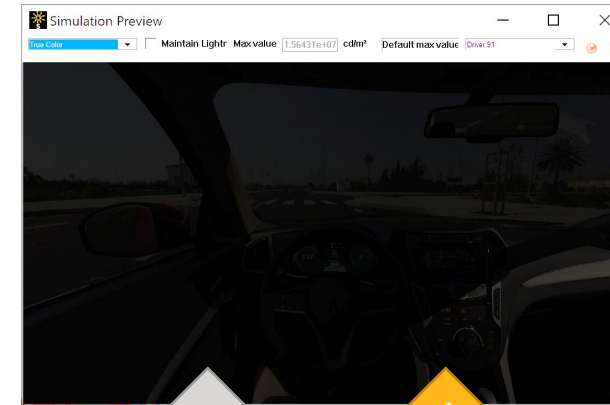 Simulation Preview
True Color Maintain Lightr Max value 1.56431e+07 cd/m² Default max value Driver.91